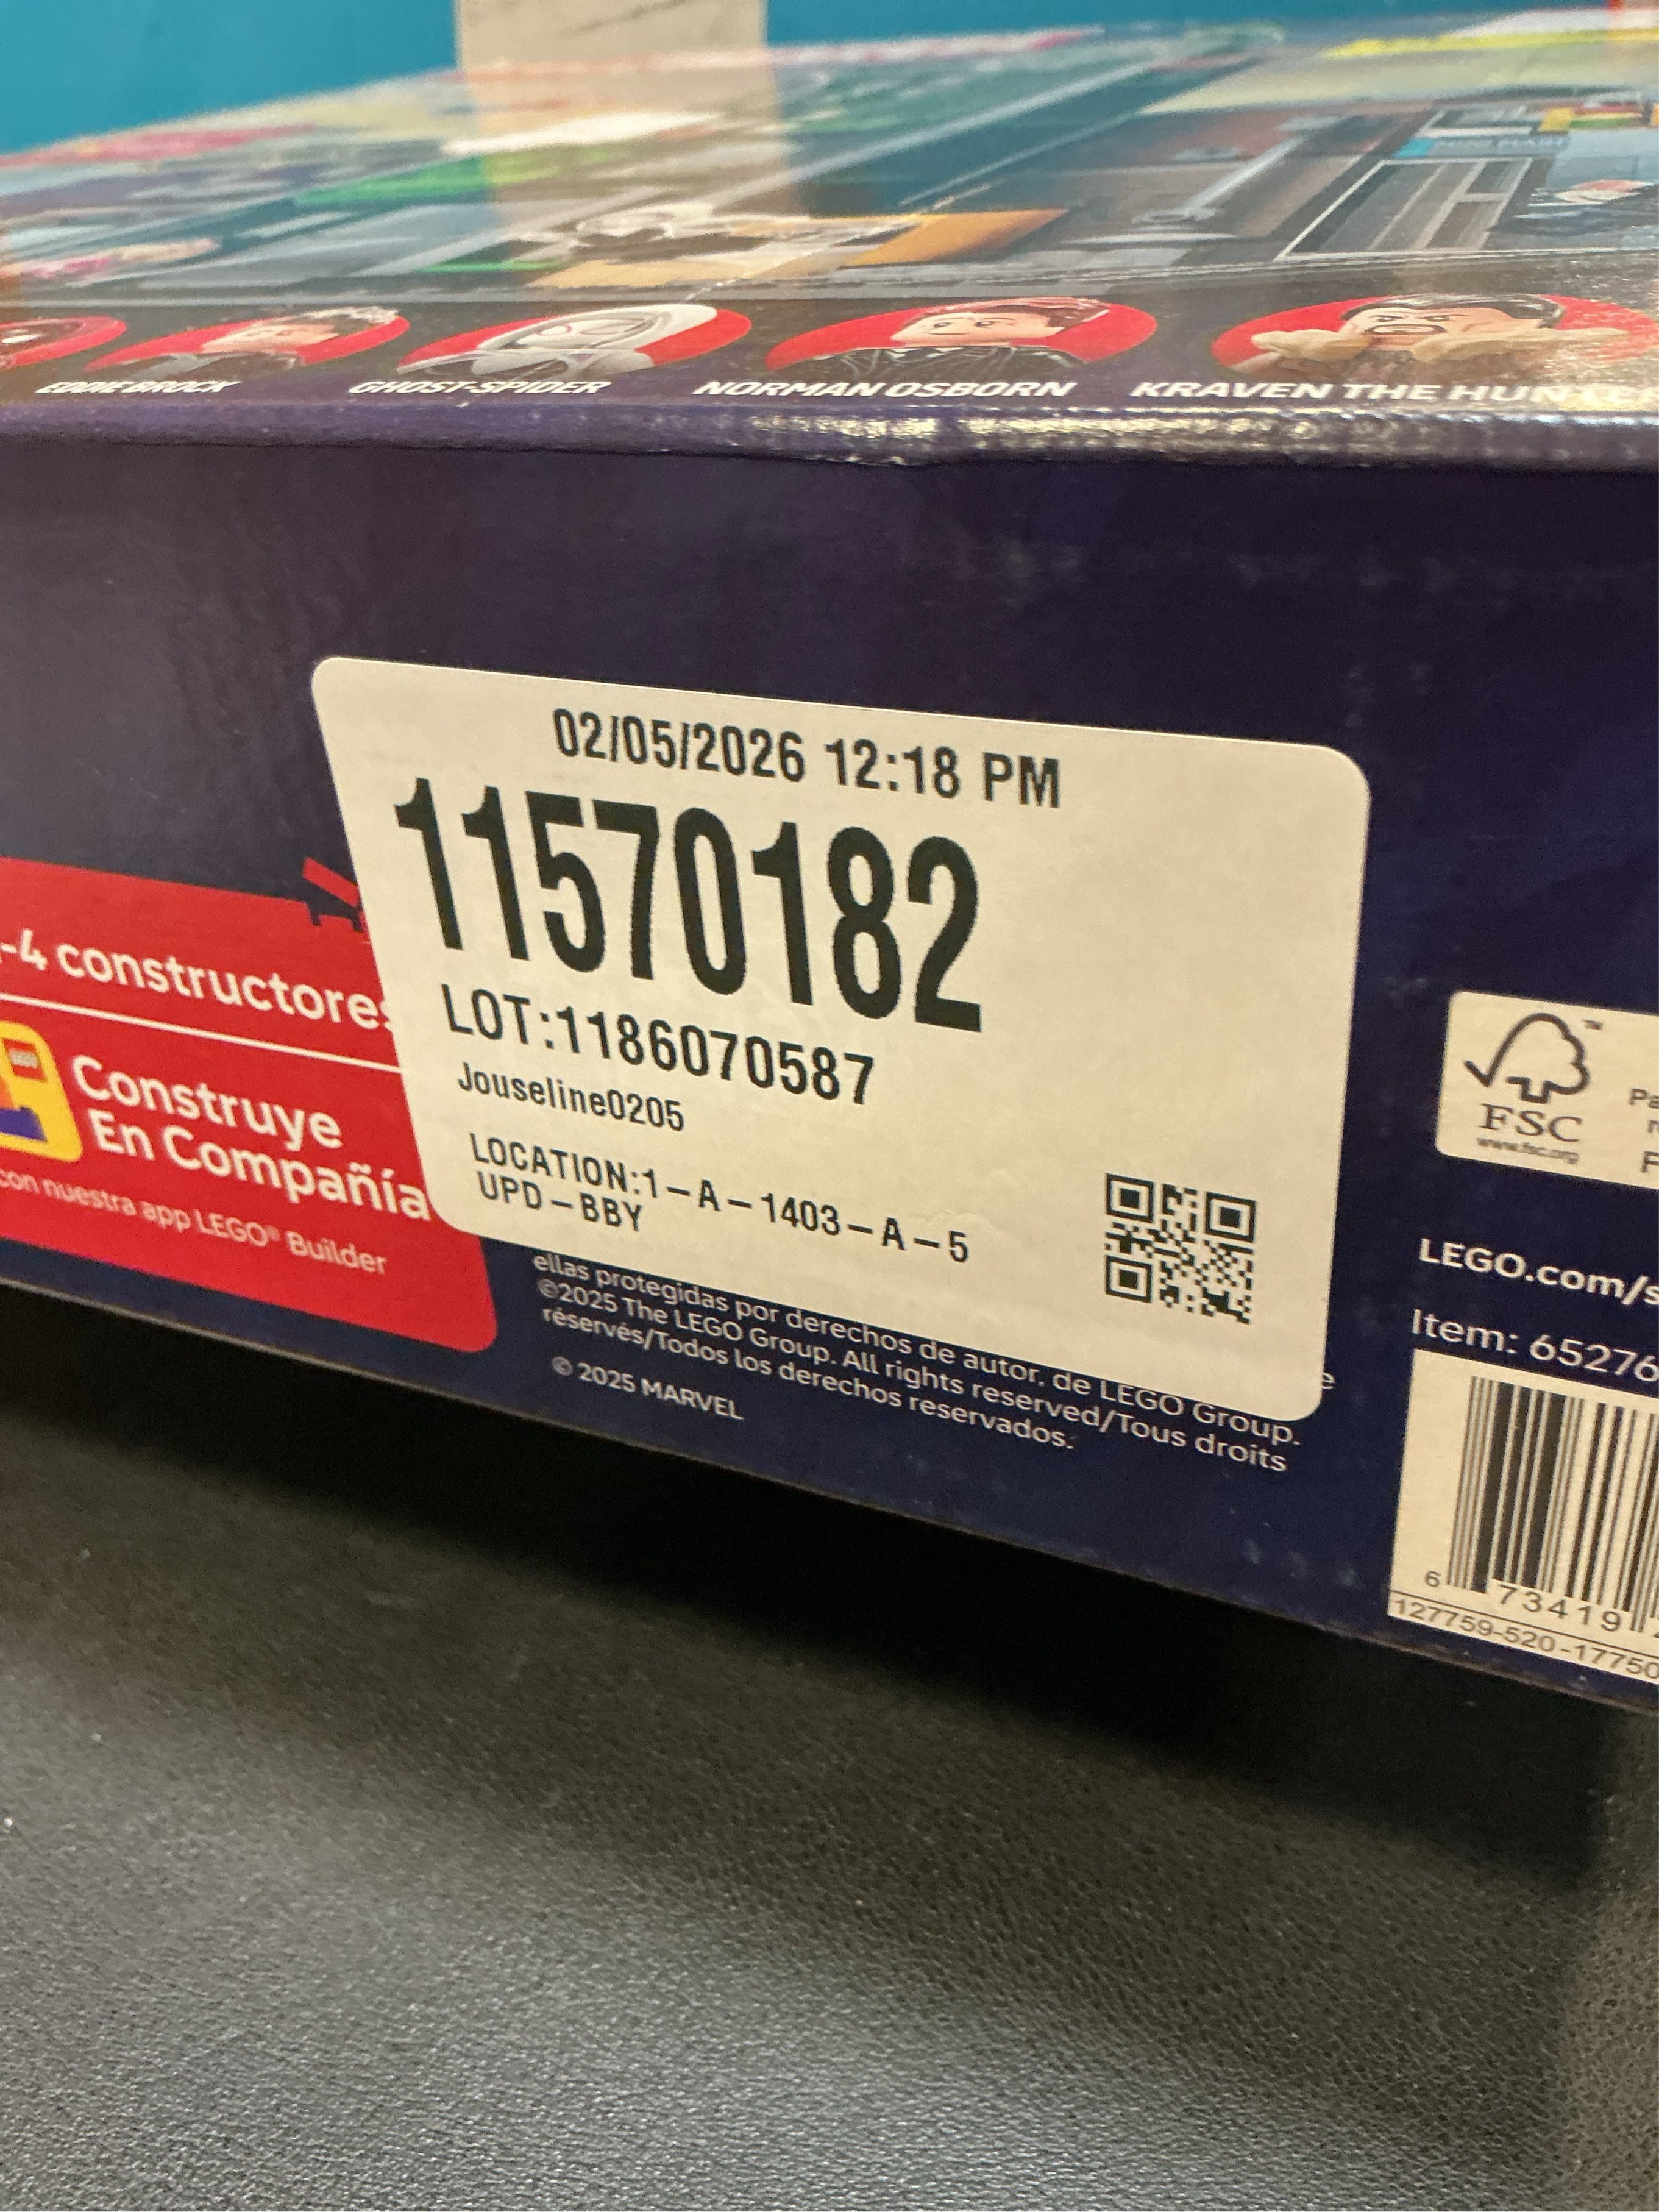 EDDIE BROCK
GHOST-SPIDER
NORMAN OSBORN
KRAVEN THE HUNTER
02/05/2026 12:18 PM
11570182
LOT:1186070587
Jouseline0205
LOCATION:1-A-1403-A-5
UPD-BBY
-4 constructores
Construye
En Compañía
con nuestra app LEGO® Builder
ellas protegidas por derechos de autor. de LEGO Group.
©2025 The LEGO Group. All rights reserved/Tous droits
réservés/Todos los derechos reservados.
© 2025 MARVEL
FSC
www.fsc.org
LEGO.com/s
Item: 65276
6 73419
127759-520-17750